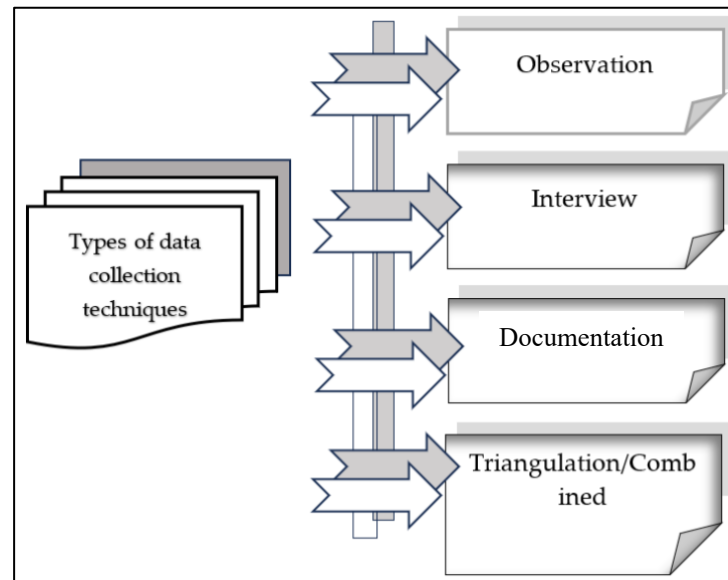 Types of data
collection
techniques
Observation
Interview
Documentation
Triangulation/Comb
ined